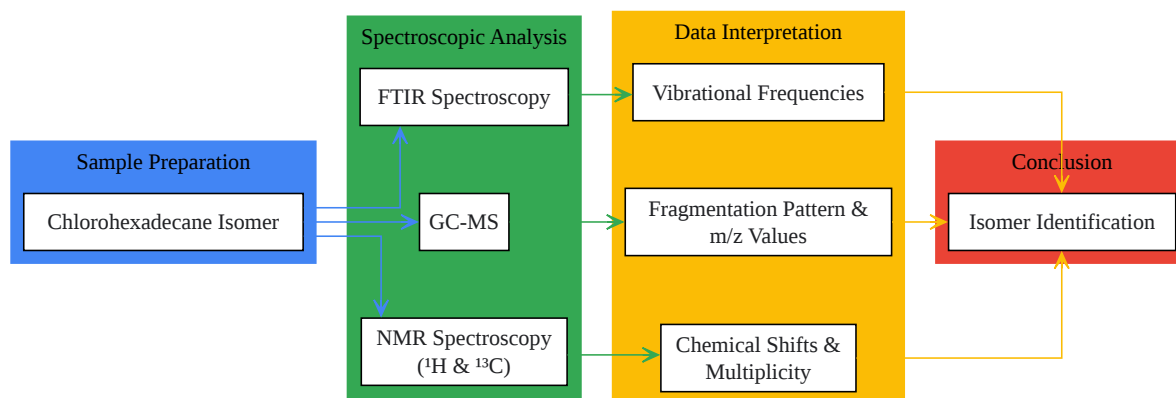 Sample Preparation
Chlorohexadecane Isomer
Spectroscopic Analysis
FTIR Spectroscopy
GC-MS
NMR Spectroscopy
(¹H & ¹³C)
Data Interpretation
Vibrational Frequencies
Fragmentation Pattern &
m/z Values
Chemical Shifts &
Multiplicity
Conclusion
Isomer Identification